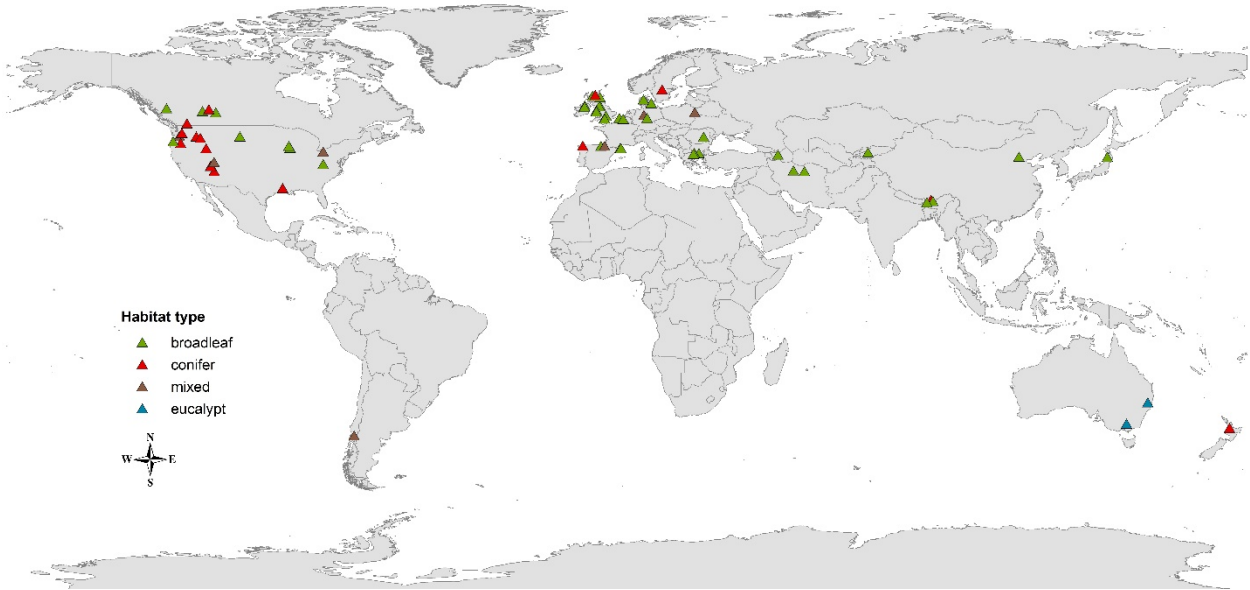 Habitat type
broadleaf
conifer
mixed
eucalypt
N
W E
S